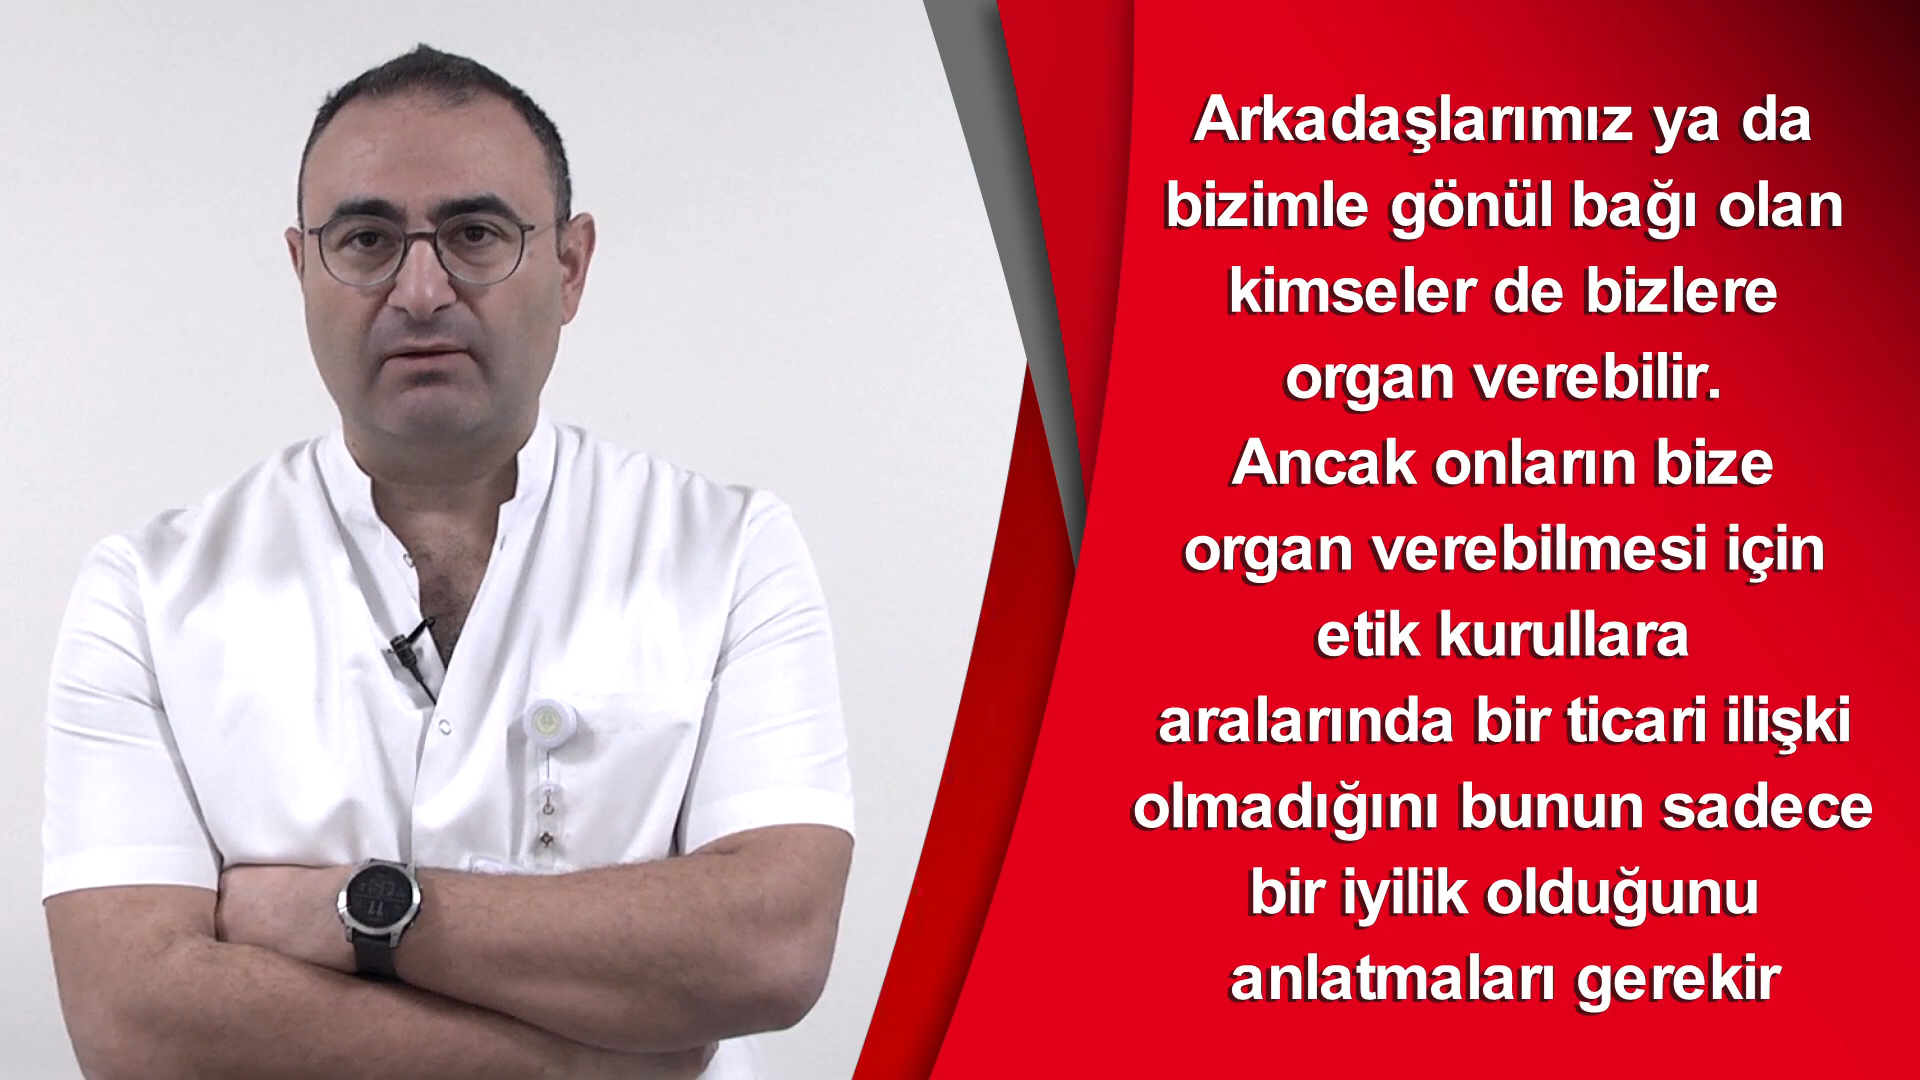 Arkadaşlarımız ya da
bizimle gönül bağı olan
kimseler de bizlere
organ verebilir.
Ancak onların bize
organ verebilmesi için
etik kurullara
aralarında bir ticari ilişki
olmadığını bunun sadece
bir iyilik olduğunu
anlatmaları gerekir